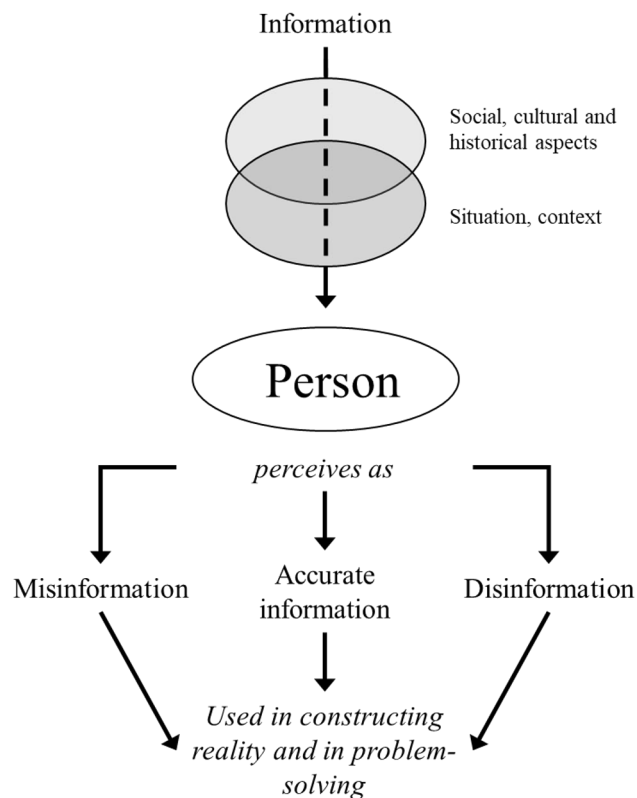 Information
Social, cultural and
historical aspects
Situation, context
Person
perceives as
Misinformation
Accurate
information
Disinformation
Used in constructing
reality and in problem-
solving